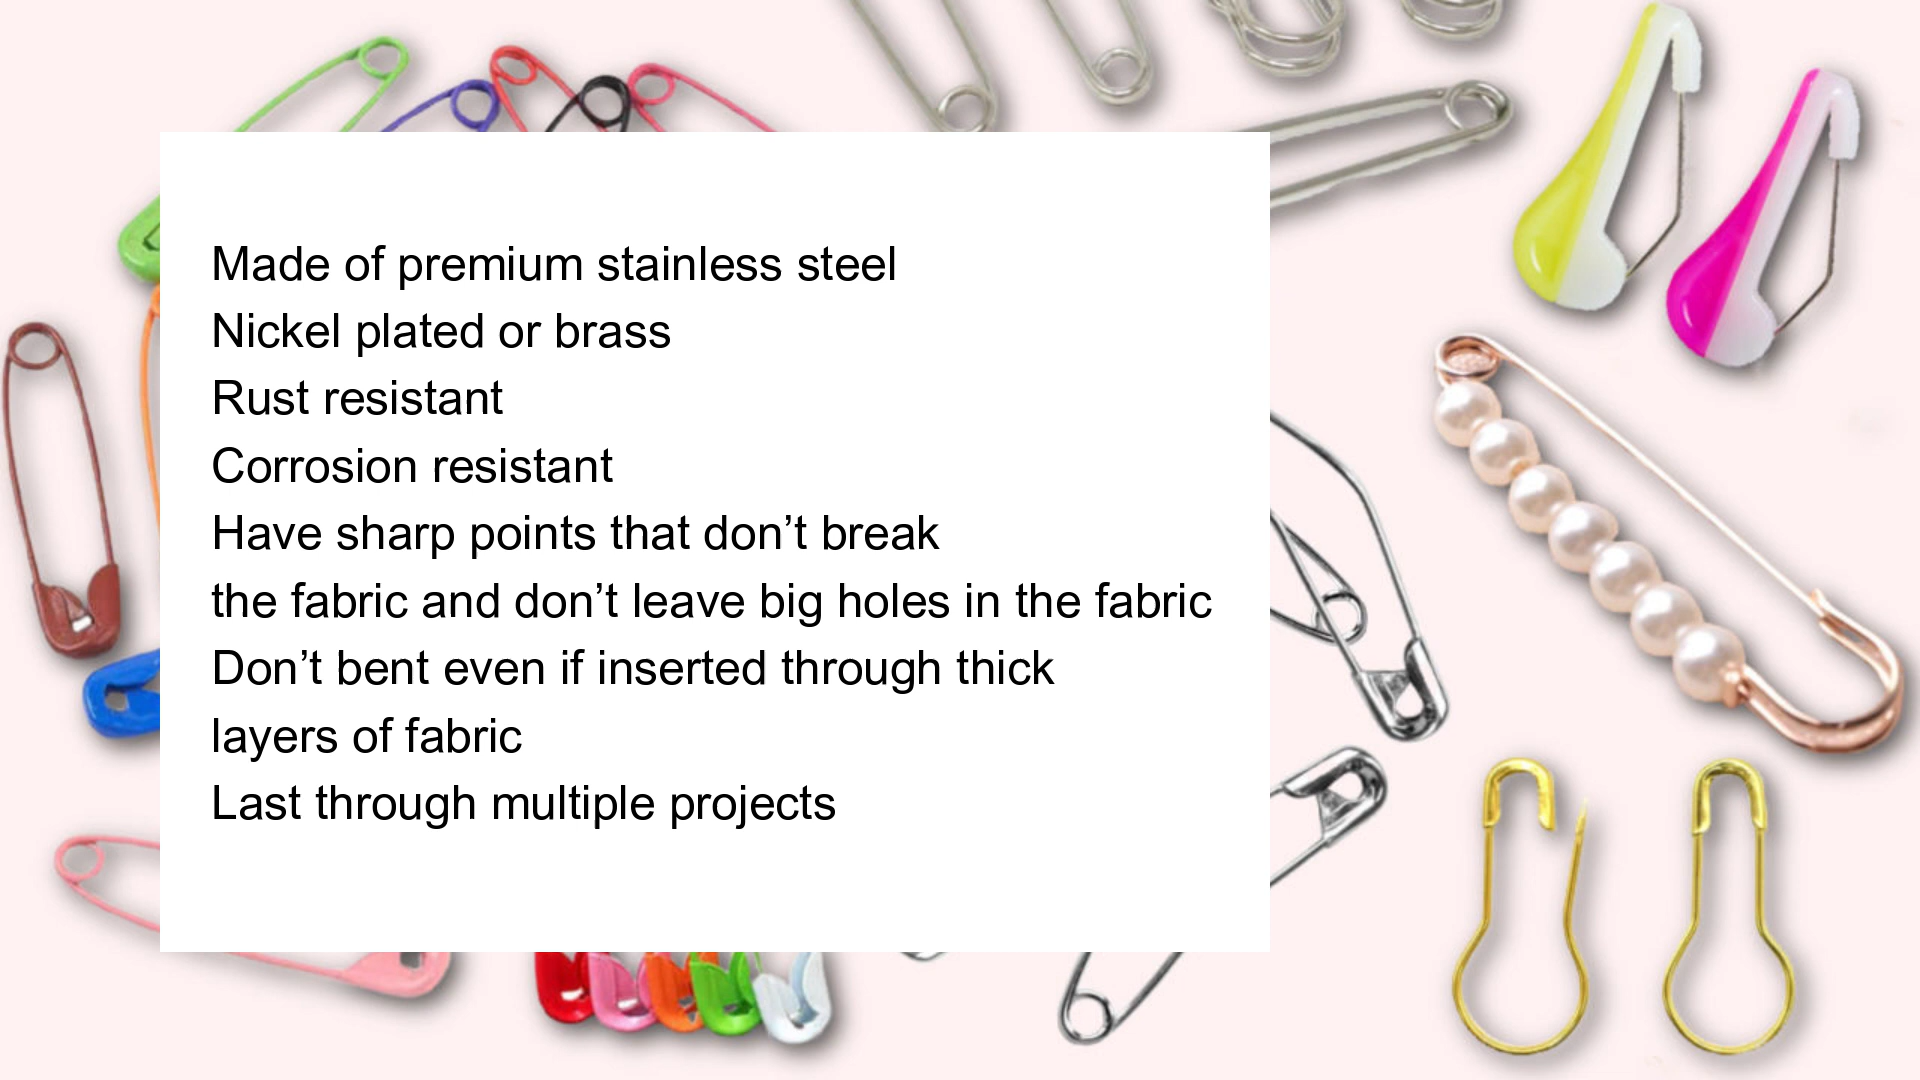 Made of premium stainless steel
Nickel plated or brass
Rust resistant
Corrosion resistant
Have sharp points that don’t break
the fabric and don’t leave big holes in the fabric
Don’t bent even if inserted through thick
layers of fabric
Last through multiple projects